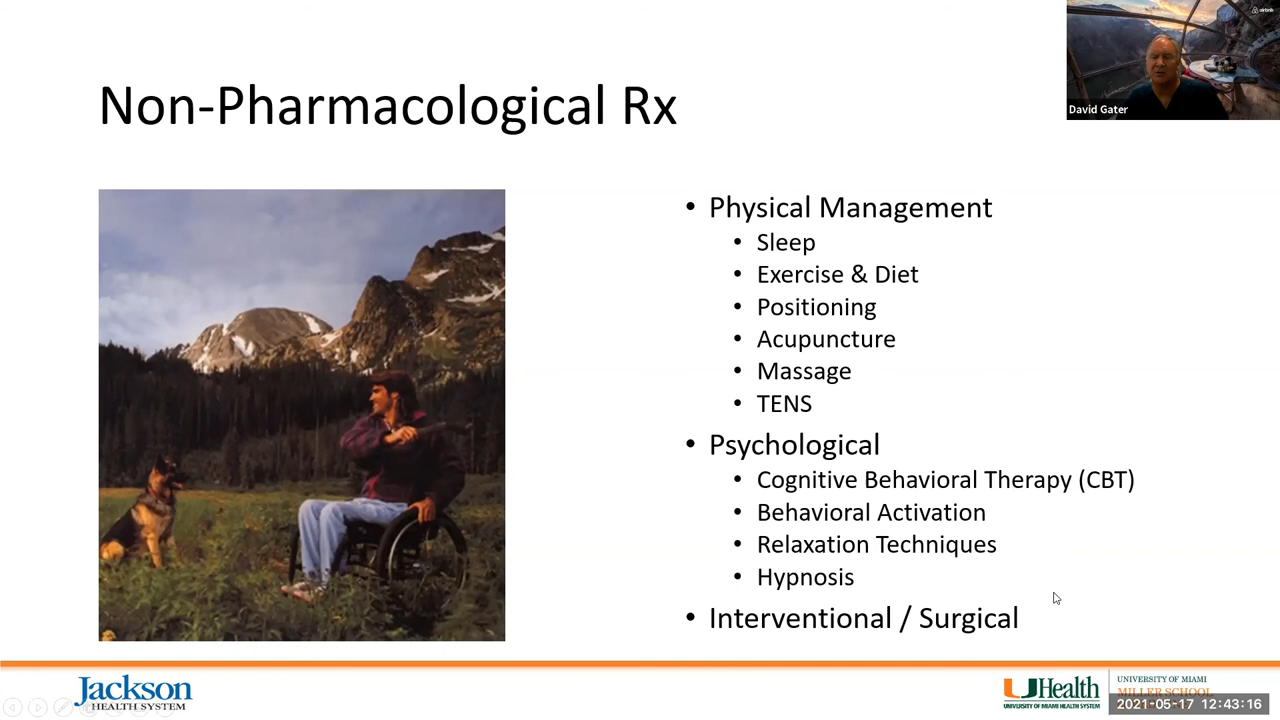 airbnb
David Gater
Non-Pharmacological Rx
• Physical Management
• Sleep
• Exercise & Diet
• Positioning
• Acupuncture
• Massage
• TENS
• Psychological
• Cognitive Behavioral Therapy (CBT)
• Behavioral Activation
• Relaxation Techniques
• Hypnosis
• Interventional / Surgical
Jackson
HEALTH SYSTEM
UHealth
UNIVERSITY OF MIAMI HEALTH SYSTEM
UNIVERSITY OF MIAMI
MILLER SCHOOL
2021-05-17 12:43:16